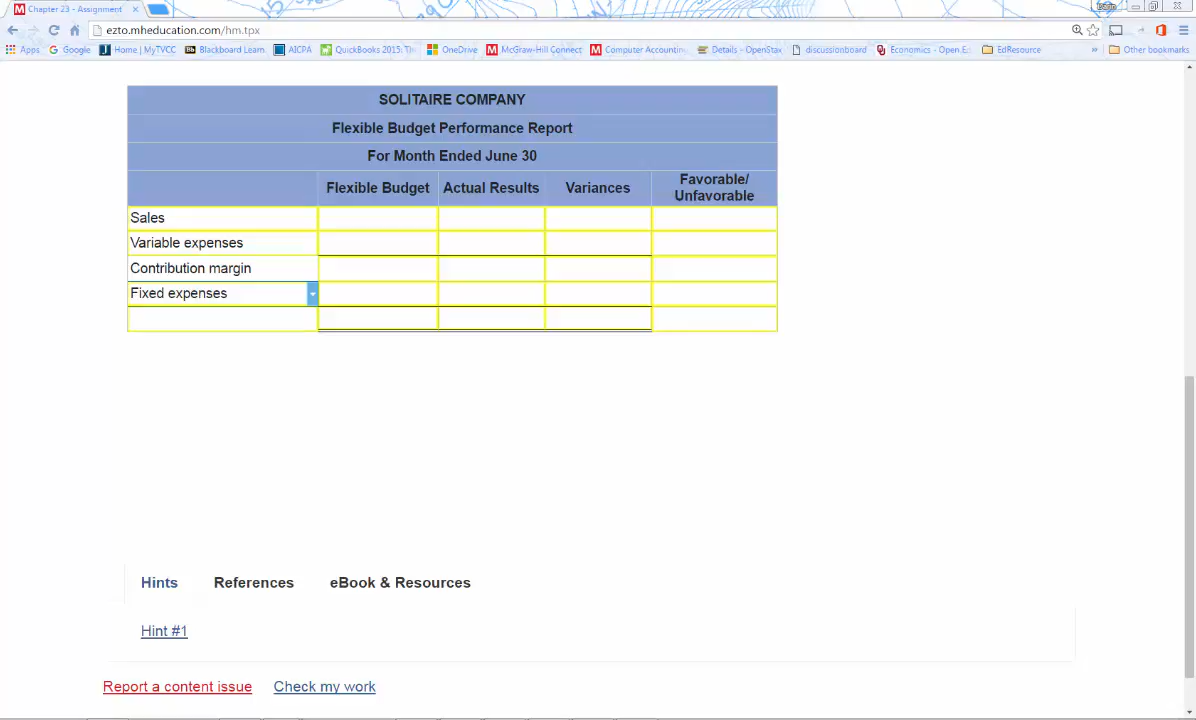 Chapter 23 - Assignment
ezto.mheducation.com/hm.tpx
Apps Google Home | MyTVCC Blackboard Learn AICPA QuickBooks 2015: OneDrive McGraw-Hill Connect Computer Accounting Details - OpenStax discussionboard Economics - Open E EdResource » Other bookmarks
SOLITAIRE COMPANY
Flexible Budget Performance Report
For Month Ended June 30
Flexible Budget Actual Results Variances Favorable/ Unfavorable
Sales
Variable expenses
Contribution margin
Fixed expenses
Hints References eBook & Resources
Hint #1
Report a content issue Check my work